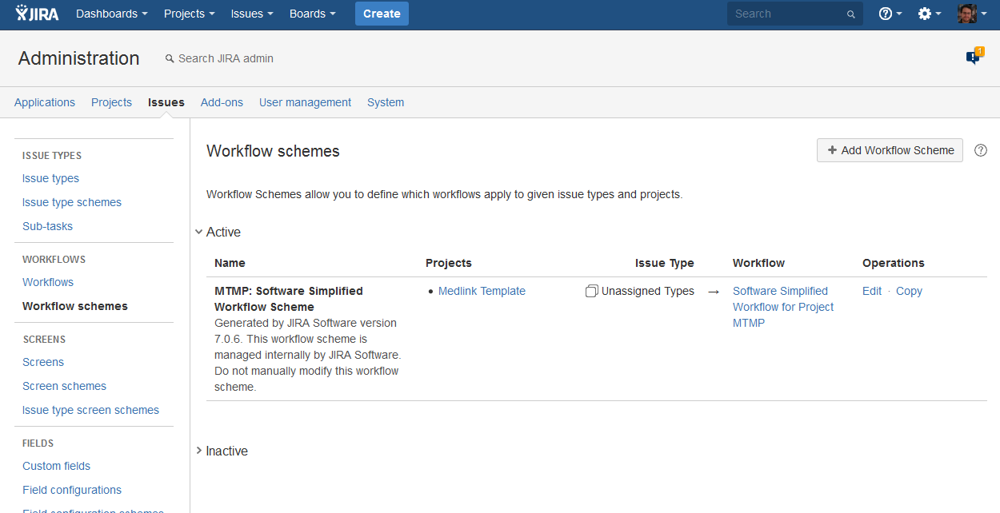 JIRA Dashboards Projects Issues Boards Create Search
Administration Search JIRA admin 1
Applications Projects Issues Add-ons User management System
ISSUE TYPES
Issue types
Issue type schemes
Sub-tasks
WORKFLOWS
Workflows
Workflow schemes
SCREENS
Screens
Screen schemes
Issue type screen schemes
FIELDS
Custom fields
Field configurations
Field configuration schemes
Workflow schemes
+ Add Workflow Scheme
Workflow Schemes allow you to define which workflows apply to given issue types and projects.
Active
Name Projects Issue Type Workflow Operations
MTMP: Software Simplified • Medlink Template Unassigned Types → Software Simplified Edit · Copy
Workflow Scheme Workflow for Project
Generated by JIRA Software version MTMP
7.0.6. This workflow scheme is
managed internally by JIRA Software.
Do not manually modify this workflow
scheme.
Inactive